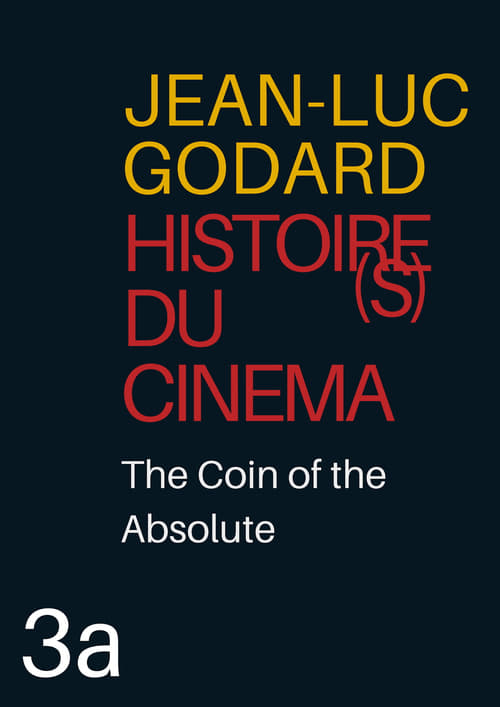 JEAN-LUC
GODARD
HISTOIRE
(S)
DU
CINEMA
The Coin of the
Absolute
3a